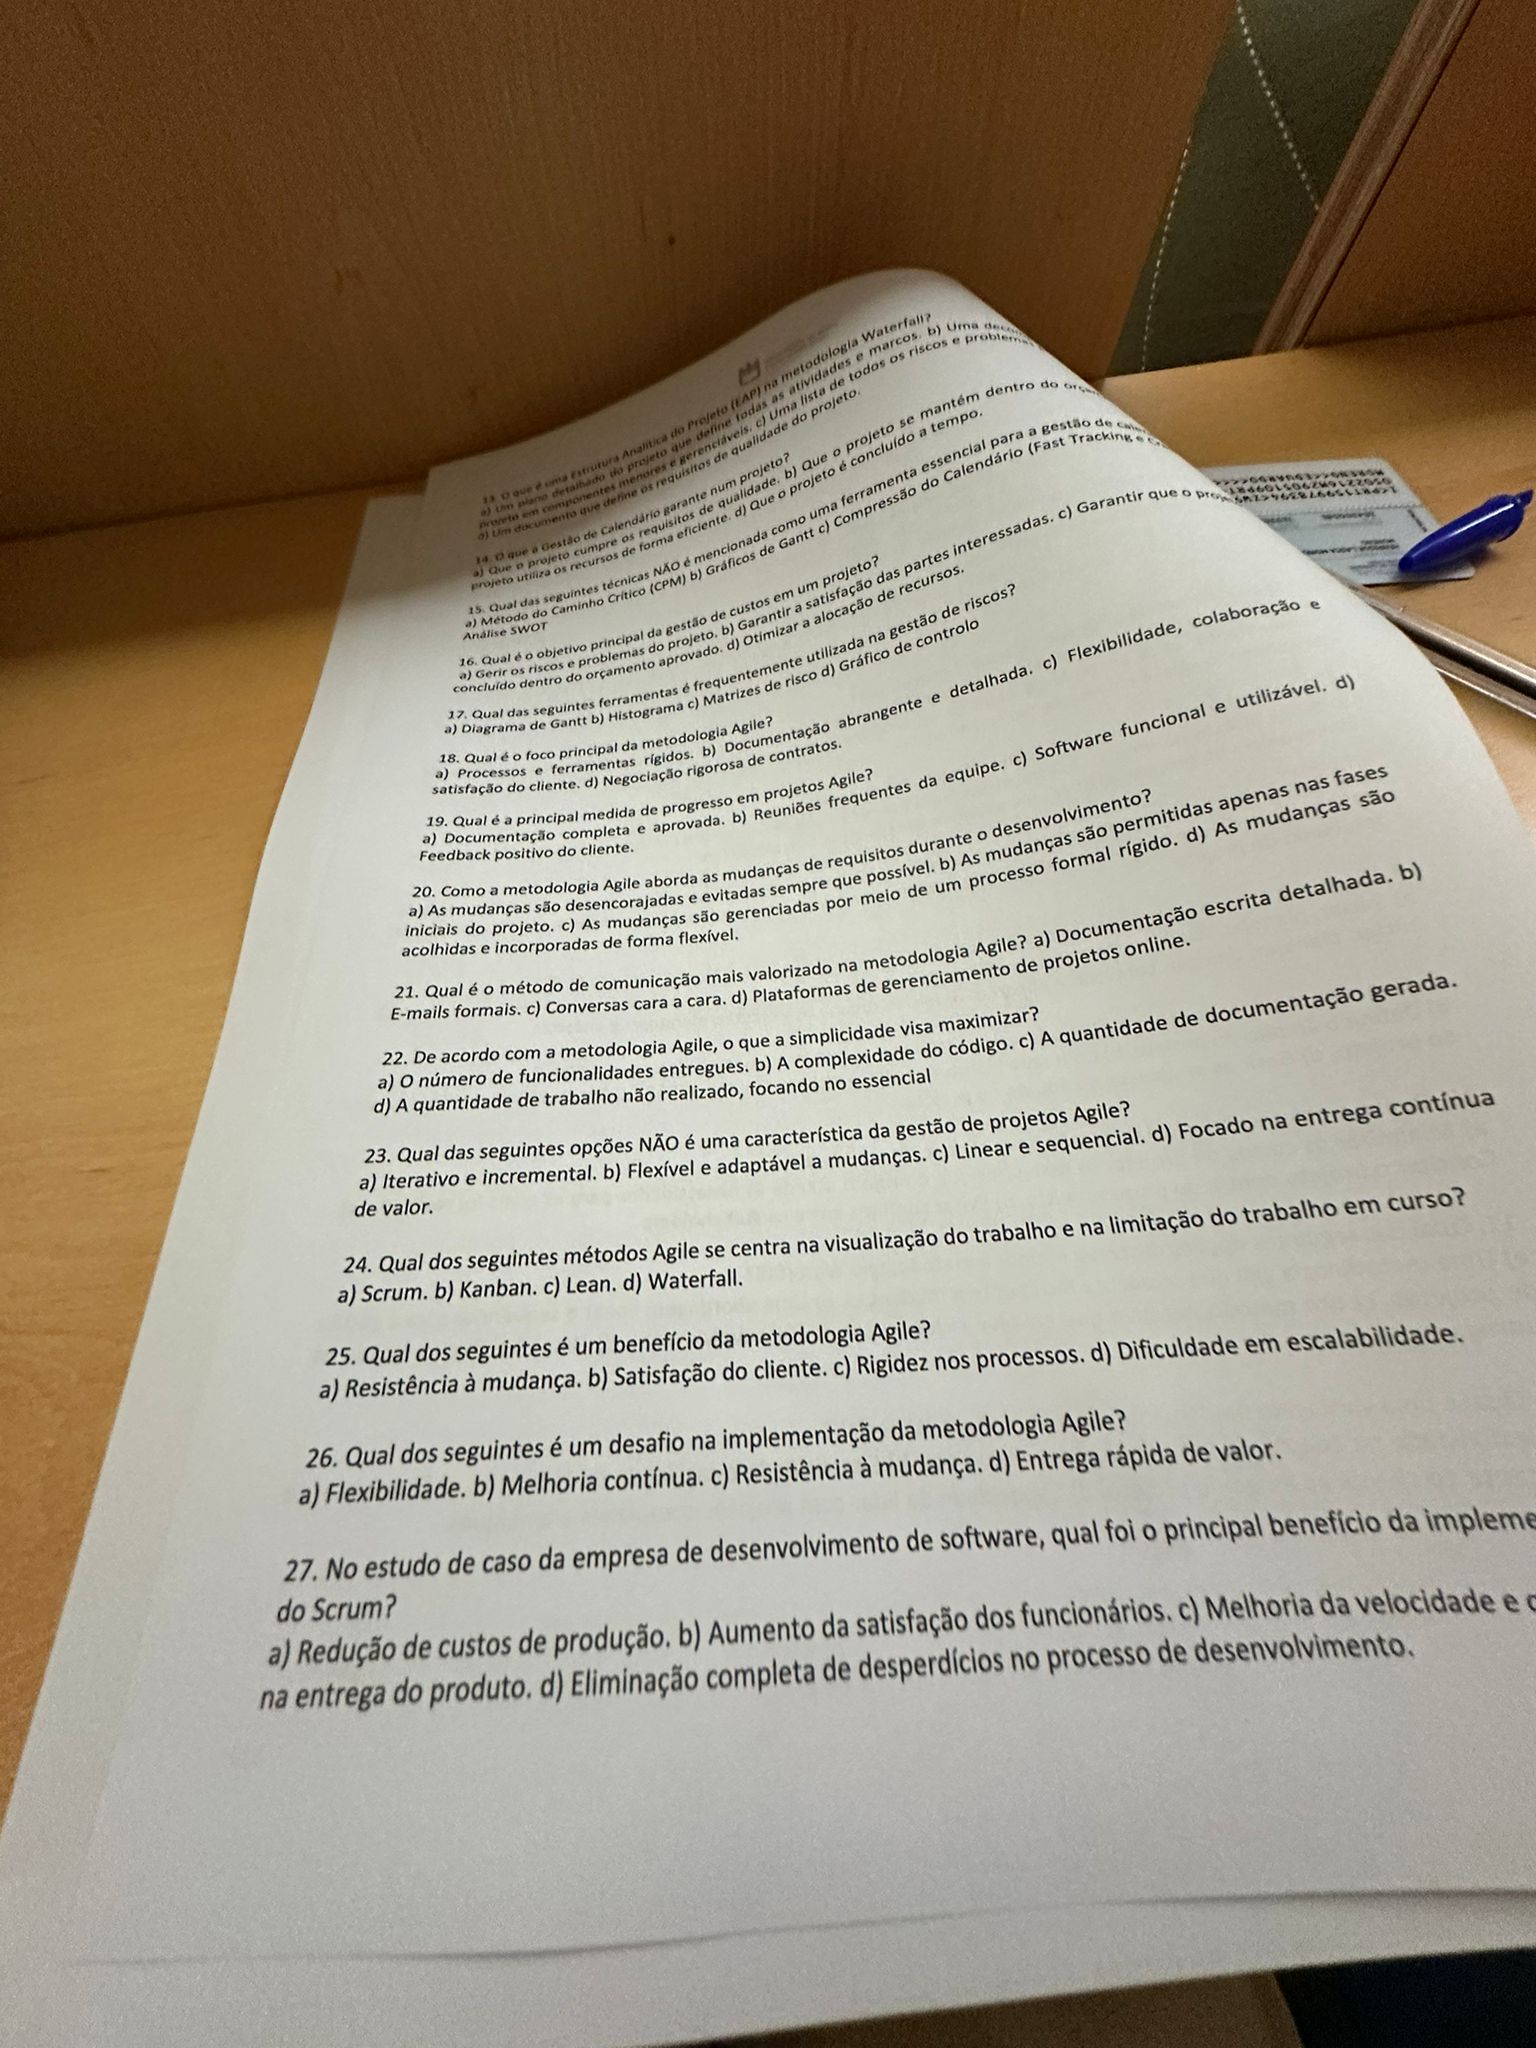 13. O que é uma Estrutura Analítica do Projeto (EAP) na metodologia Waterfall?
a) Um plano detalhado do projeto que define todas as atividades e marcos. b) Uma
projeto em componentes menores e gerenciáveis. c) Uma lista de todos os riscos e problemas
d) Um documento que define os requisitos de qualidade do projeto.
14. O que a Gestão de Calendário garante num projeto?
a) Que o projeto cumpre os requisitos de qualidade. b) Que o projeto se mantém dentro do
projeto utiliza os recursos de forma eficiente. d) Que o projeto é concluído a tempo.
15. Qual das seguintes técnicas NÃO é mencionada como uma ferramenta essencial para a gestão de
a) Método do Caminho Crítico (CPM) b) Gráficos de Gantt c) Compressão do Calendário (Fast Tracking e
Análise SWOT
16. Qual é o objetivo principal da gestão de custos em um projeto?
a) Gerir os riscos e problemas do projeto. b) Garantir a satisfação das partes interessadas. c) Garantir que o
concluído dentro do orçamento aprovado. d) Otimizar a alocação de recursos.
17. Qual das seguintes ferramentas é frequentemente utilizada na gestão de riscos?
a) Diagrama de Gantt b) Histograma c) Matrizes de risco d) Gráfico de controlo
18. Qual é o foco principal da metodologia Agile?
a) Processos e ferramentas rígidos. b) Documentação abrangente e detalhada. c) Flexibilidade, colaboração e
satisfação do cliente. d) Negociação rigorosa de contratos.
19. Qual é a principal medida de progresso em projetos Agile?
a) Documentação completa e aprovada. b) Reuniões frequentes da equipe. c) Software funcional e utilizável. d)
Feedback positivo do cliente.
20. Como a metodologia Agile aborda as mudanças de requisitos durante o desenvolvimento?
a) As mudanças são desencorajadas e evitadas sempre que possível. b) As mudanças são permitidas apenas nas fases
iniciais do projeto. c) As mudanças são gerenciadas por meio de um processo formal rígido. d) As mudanças são
acolhidas e incorporadas de forma flexível.
21. Qual é o método de comunicação mais valorizado na metodologia Agile? a) Documentação escrita detalhada. b)
E-mails formais. c) Conversas cara a cara. d) Plataformas de gerenciamento de projetos online.
22. De acordo com a metodologia Agile, o que a simplicidade visa maximizar?
a) O número de funcionalidades entregues. b) A complexidade do código. c) A quantidade de documentação gerada.
d) A quantidade de trabalho não realizado, focando no essencial
23. Qual das seguintes opções NÃO é uma característica da gestão de projetos Agile?
a) Iterativo e incremental. b) Flexível e adaptável a mudanças. c) Linear e sequencial. d) Focado na entrega contínua
de valor.
24. Qual dos seguintes métodos Agile se centra na visualização do trabalho e na limitação do trabalho em curso?
a) Scrum. b) Kanban. c) Lean. d) Waterfall.
25. Qual dos seguintes é um benefício da metodologia Agile?
a) Resistência à mudança. b) Satisfação do cliente. c) Rigidez nos processos. d) Dificuldade em escalabilidade.
26. Qual dos seguintes é um desafio na implementação da metodologia Agile?
a) Flexibilidade. b) Melhoria contínua. c) Resistência à mudança. d) Entrega rápida de valor.
27. No estudo de caso da empresa de desenvolvimento de software, qual foi o principal benefício da impleme
do Scrum?
a) Redução de custos de produção. b) Aumento da satisfação dos funcionários. c) Melhoria da velocidade e
na entrega do produto. d) Eliminação completa de desperdícios no processo de desenvolvimento.